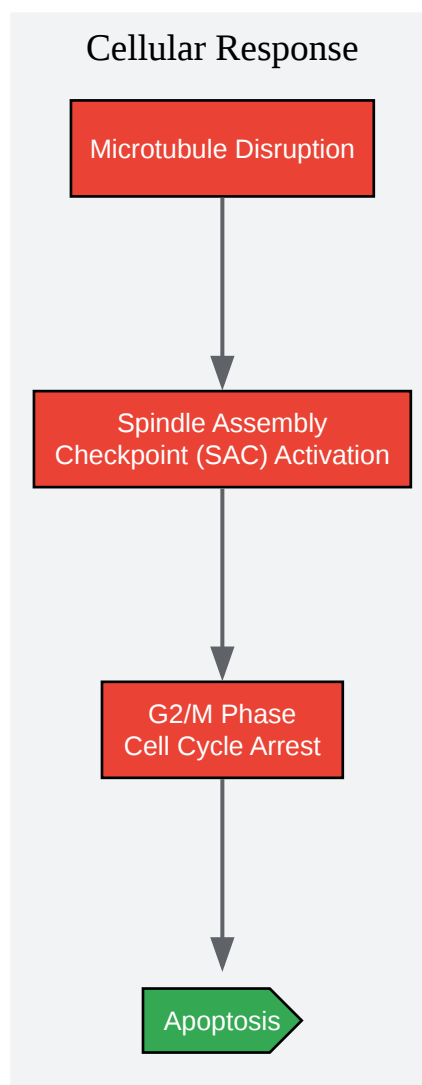 Cellular Response
Microtubule Disruption
Spindle Assembly
Checkpoint (SAC) Activation
G2/M Phase
Cell Cycle Arrest
Apoptosis